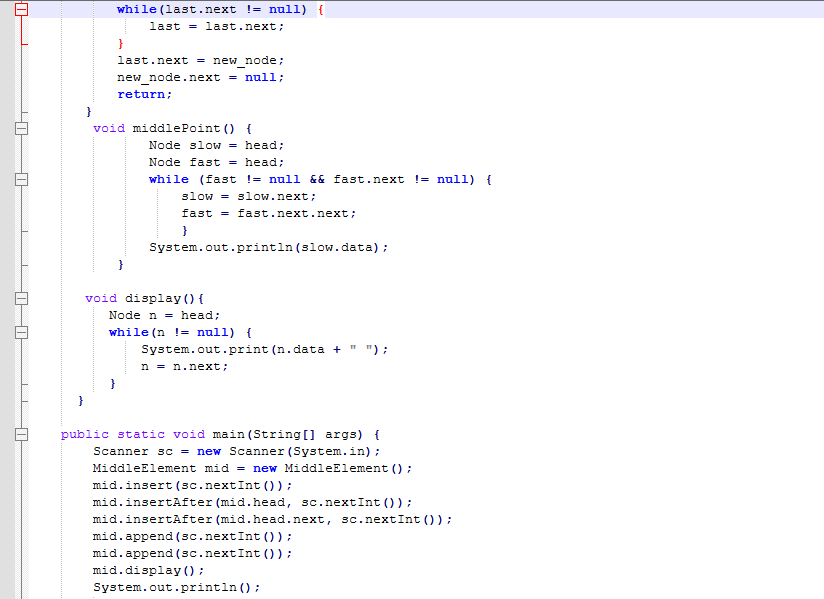 while(last.next != null) {
last = last.next;
}
last.next = new_node;
new_node.next = null;
return;
}
void middlePoint() {
Node slow = head;
Node fast = head;
while (fast != null && fast.next != null) {
slow = slow.next;
fast = fast.next.next;
}
System.out.println(slow.data);
}
void display(){
Node n = head;
while(n != null) {
System.out.print(n.data + " ");
n = n.next;
}
}
public static void main(String[] args) {
Scanner sc = new Scanner(System.in);
MiddleElement mid = new MiddleElement();
mid.insert(sc.nextInt());
mid.insertAfter(mid.head, sc.nextInt());
mid.insertAfter(mid.head.next, sc.nextInt());
mid.append(sc.nextInt());
mid.append(sc.nextInt());
mid.display();
System.out.println();